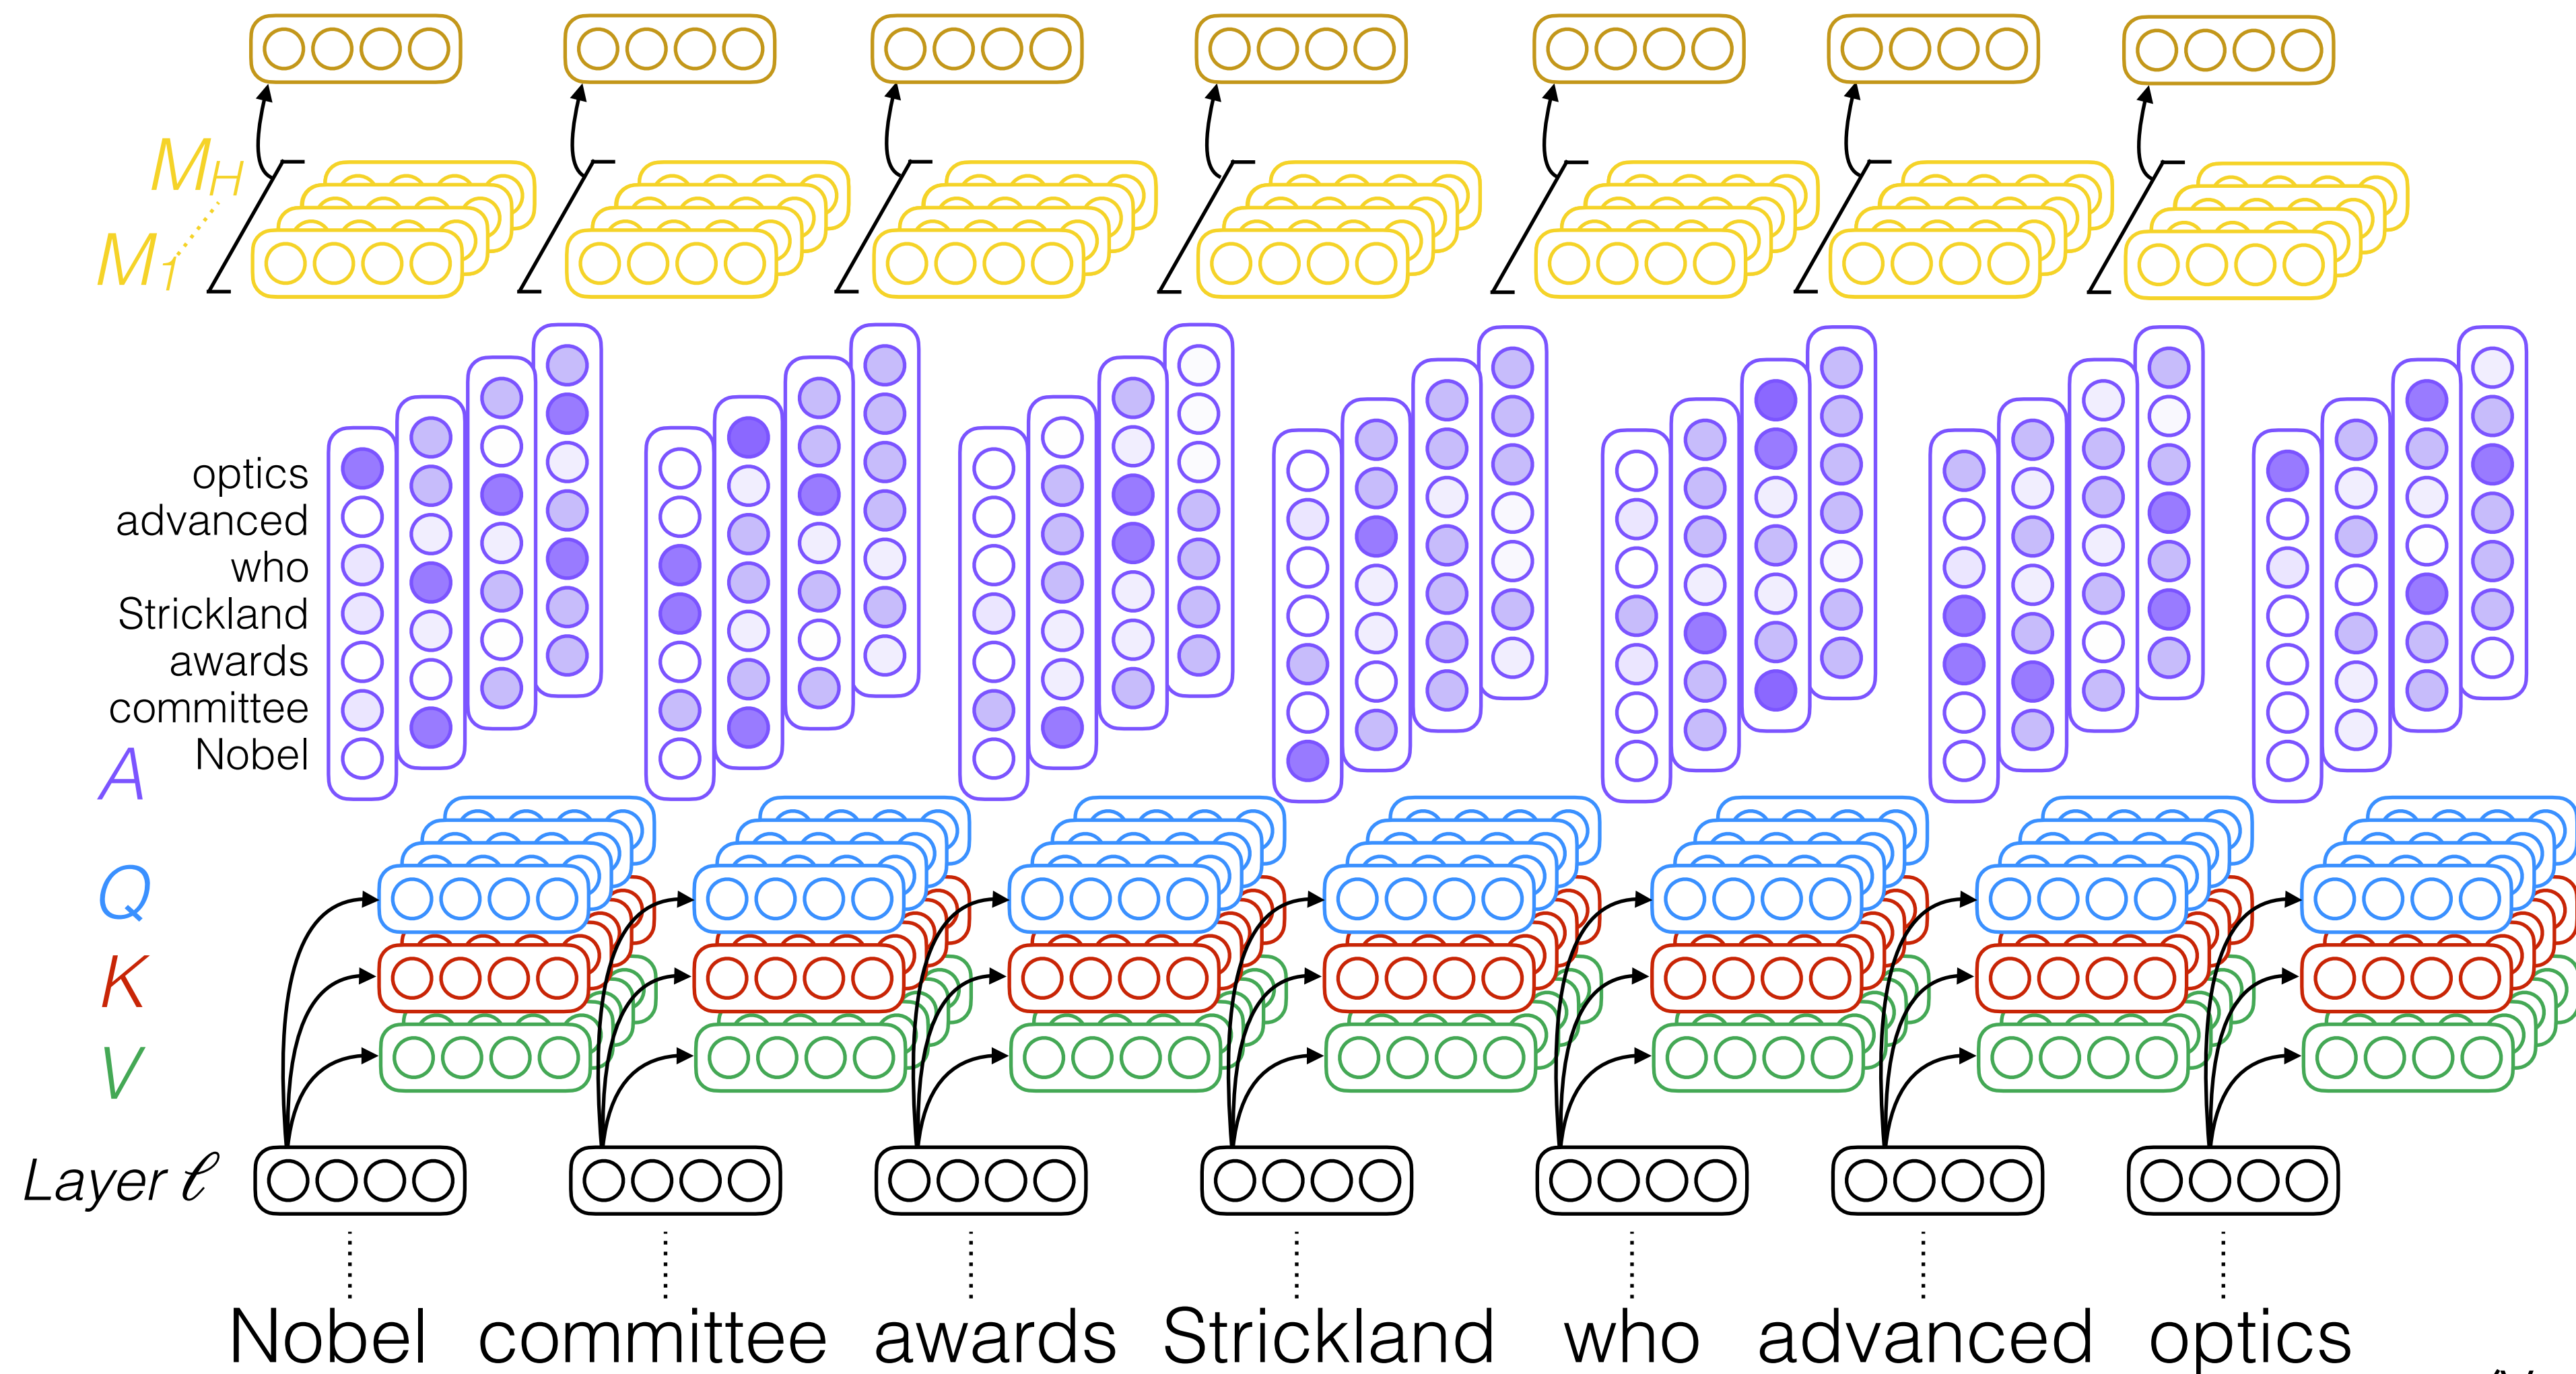 M_H
M_1
optics
advanced
who
Strickland
awards
committee
Nobel
A
Q
K
V
Layer ℓ
Nobel committee awards Strickland who advanced optics